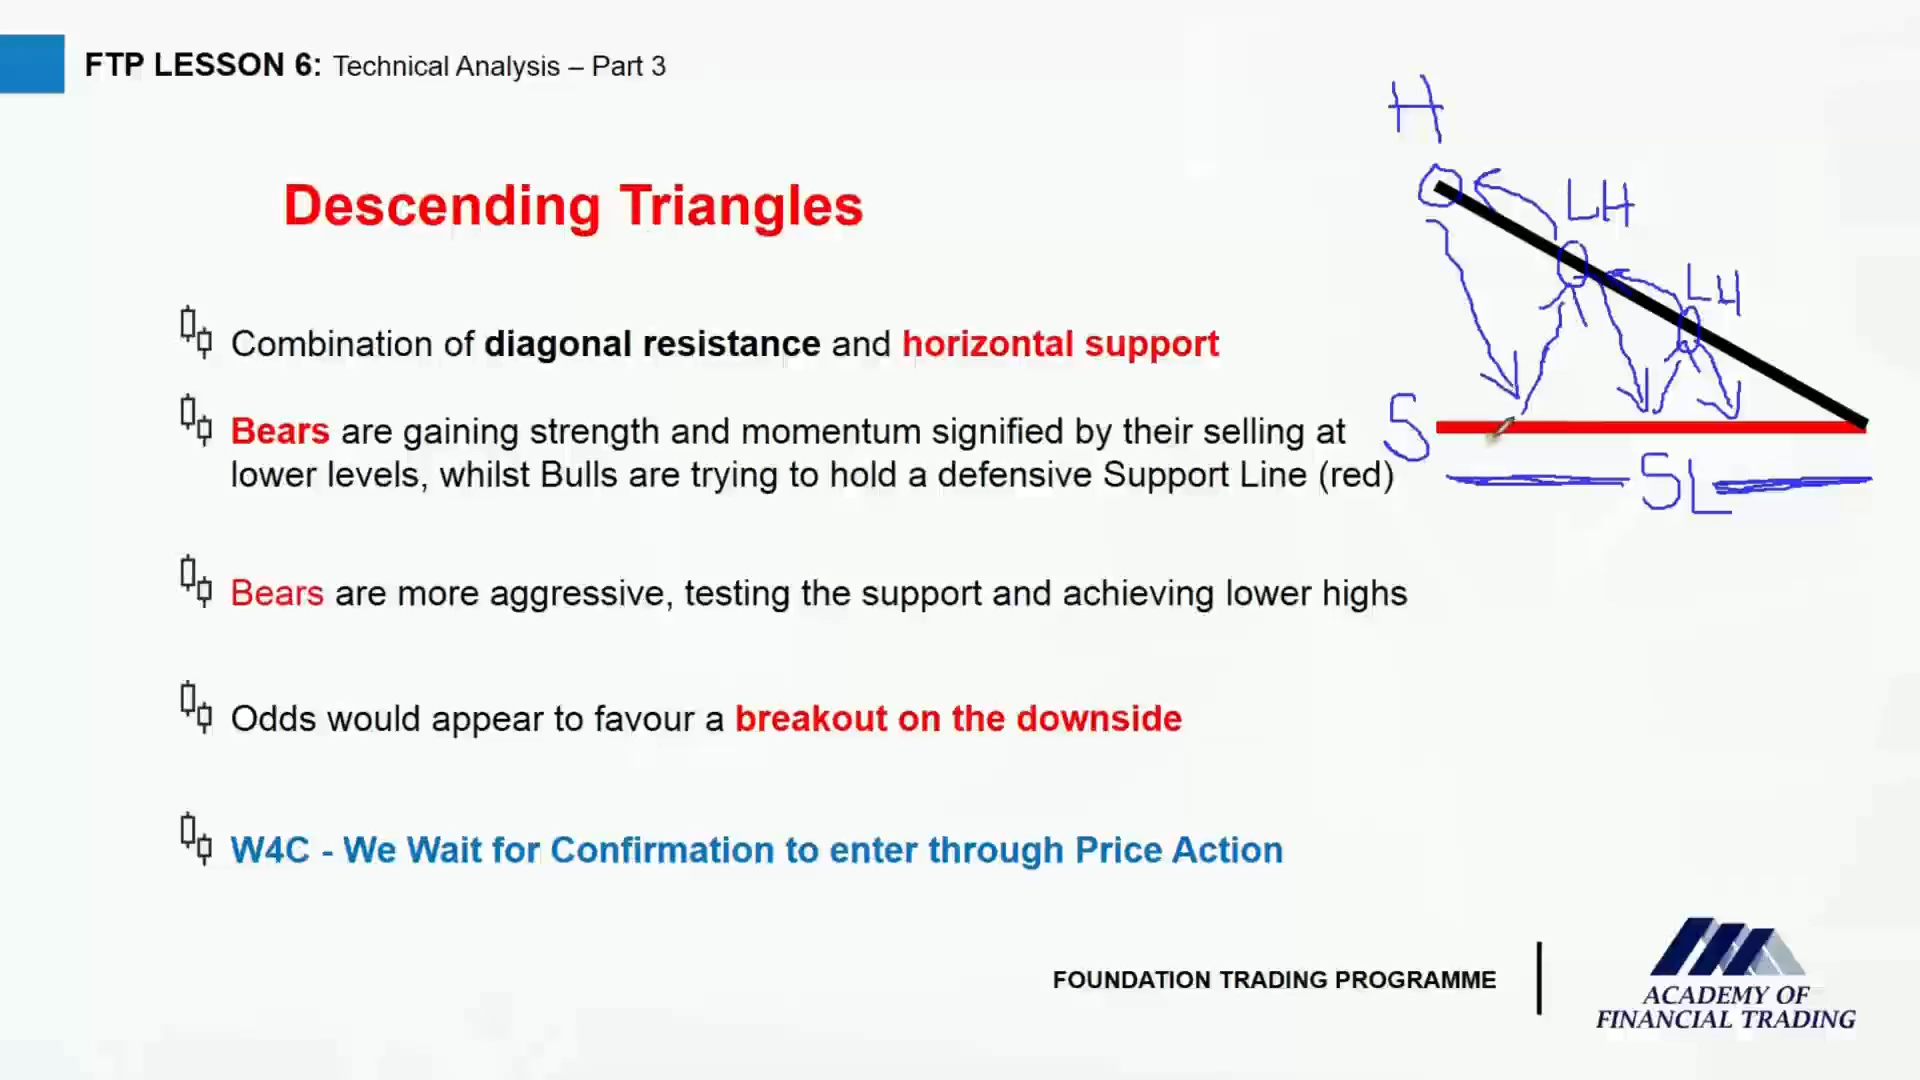 FTP LESSON 6: Technical Analysis – Part 3
H
Descending Triangles
LH
LH
Combination of diagonal resistance and horizontal support
Bears are gaining strength and momentum signified by their selling at
lower levels, whilst Bulls are trying to hold a defensive Support Line (red)
S
SL
Bears are more aggressive, testing the support and achieving lower highs
Odds would appear to favour a breakout on the downside
W4C - We Wait for Confirmation to enter through Price Action
FOUNDATION TRADING PROGRAMME
ACADEMY OF
FINANCIAL TRADING